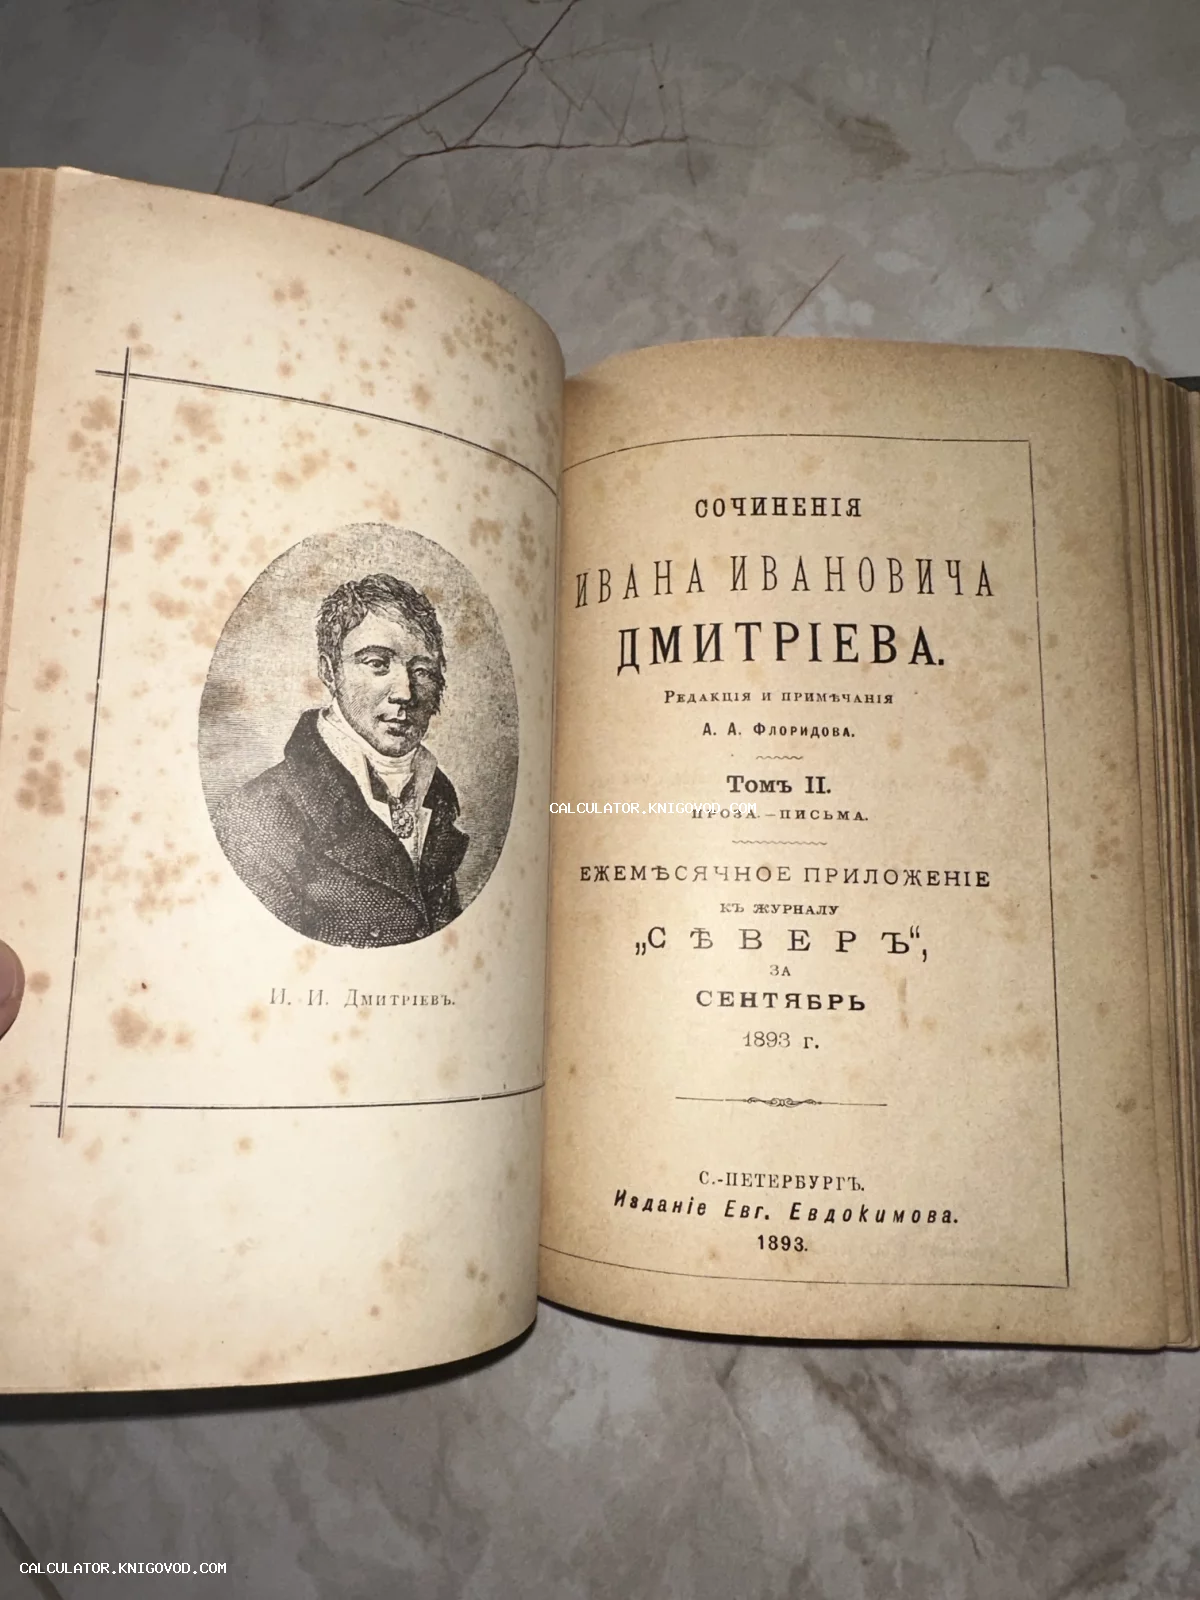 И. И. Дмитріевъ.
СОЧИНЕНІЯ
ИВАНА ИВАНОВИЧА
ДМИТРІЕВА.
Редакція и примѣчанія
А. А. Флоридова.
Томъ II.
ПРОЗА.—ПИСЬМА.
ЕЖЕМѢСЯЧНОЕ ПРИЛОЖЕНІЕ
КЪ ЖУРНАЛУ
„СѢВЕРЪ“,
ЗА
СЕНТЯБРЬ
1893 г.
С.-ПЕТЕРБУРГЪ.
Изданіе Евг. Евдокимова.
1893.
CALCULATOR.KNIGOVOD.COM
CALCULATOR.KNIGOVOD.COM